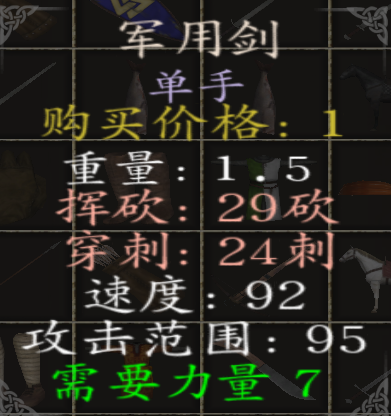 军用剑
单手
购买价格: 1
重量: 1.5
挥砍: 29砍
穿刺: 24刺
速度: 92
攻击范围: 95
需要力量 7